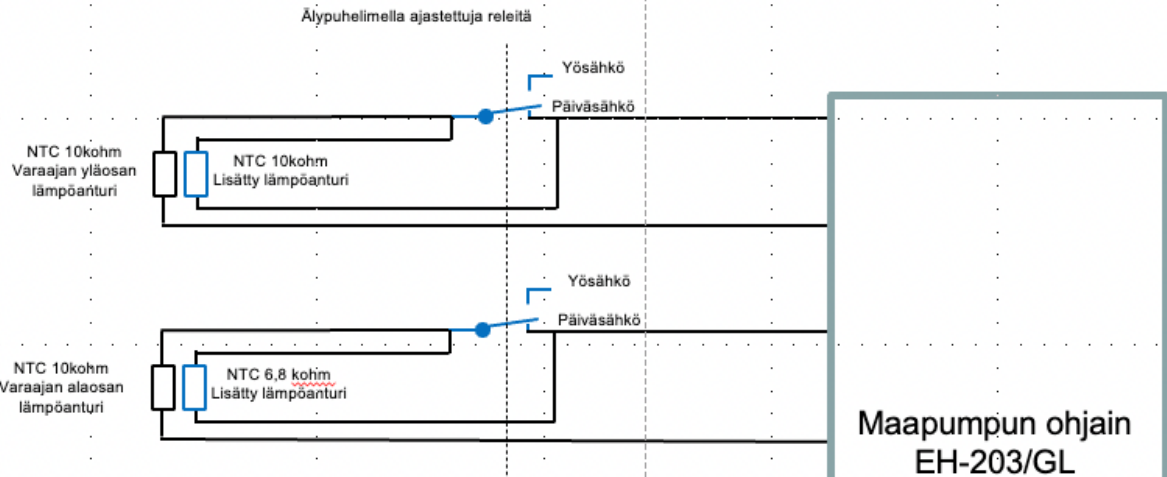 Älypuhelimella ajastettuja releitä
Yösähkö
Päiväsähkö
NTC 10kohm
Varaajan yläosan
lämpöanturi
NTC 10kohm
Lisätty lämpöanturi
Yösähkö
Päiväsähkö
NTC 10kohm
Varaajan alaosan
lämpöanturi
NTC 6,8 kohm
Lisätty lämpöanturi
Maapumpun ohjain
EH-203/GL